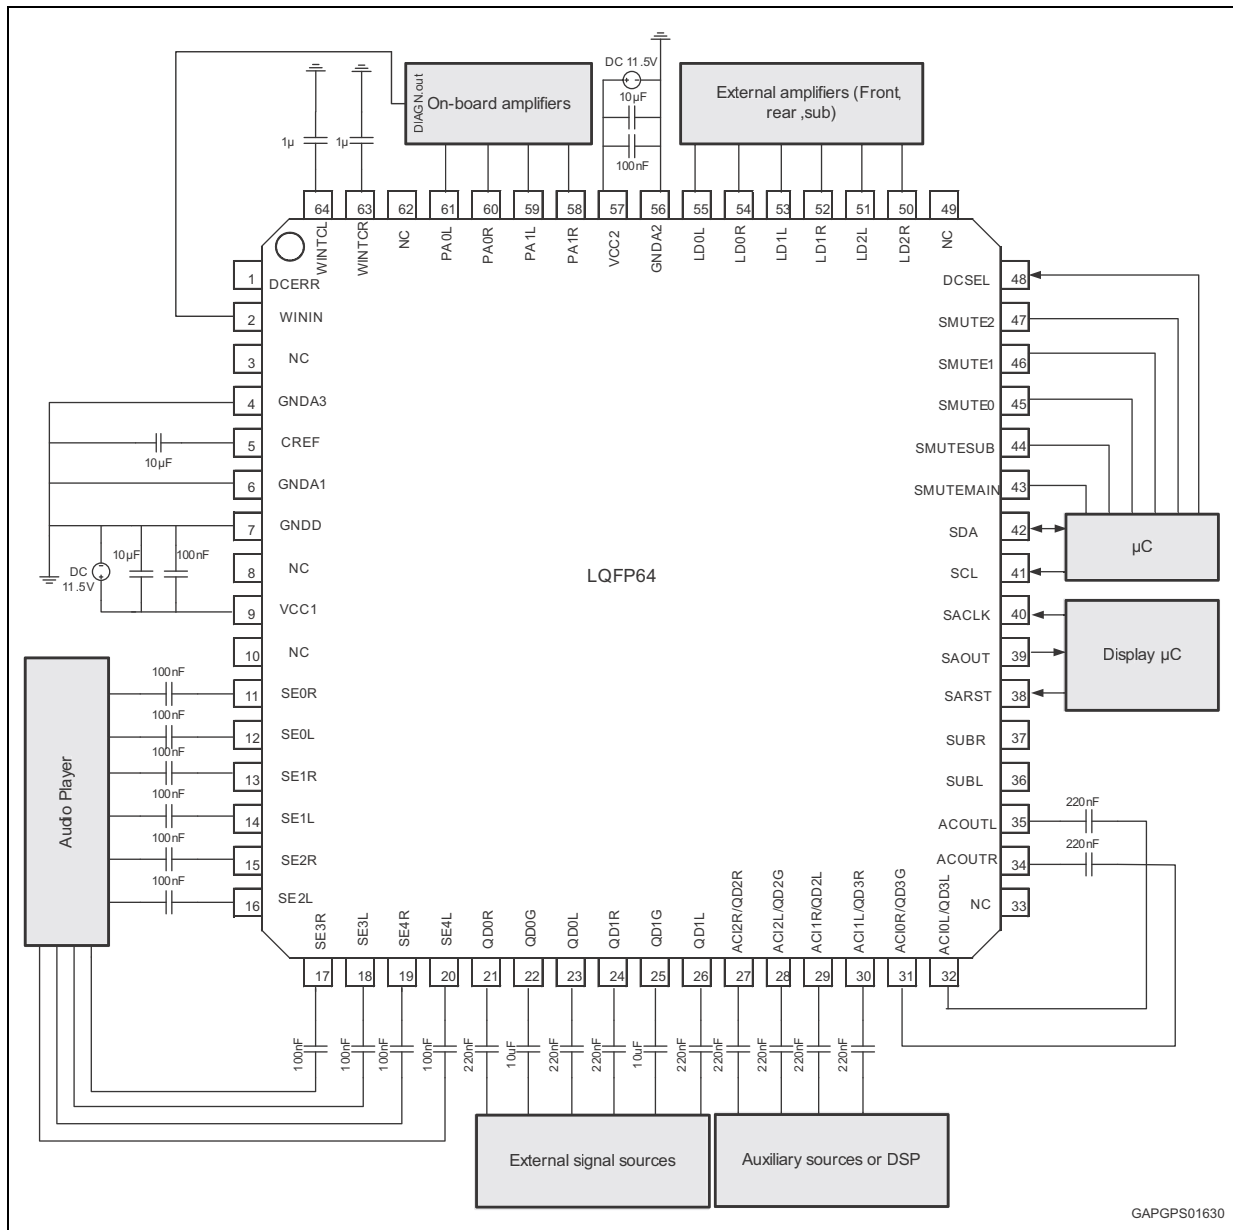 DC 11.5V
10µF
100nF
DIAGN.out
On-board amplifiers
External amplifiers (Front,
rear ,sub)
1µ
1µ
64
63
62
61
60
59
58
57
56
55
54
53
52
51
50
49
WINTCL
WINTCR
NC
PA0L
PA0R
PA1L
PA1R
VCC2
GNDA2
LD0L
LD0R
LD1L
LD1R
LD2L
LD2R
NC
1
DCERR
2
WININ
3
NC
4
GNDA3
5
CREF
10µF
6
GNDA1
7
GNDD
8
NC
9
VCC1
10
NC
11
SE0R
12
SE0L
13
SE1R
14
SE1L
15
SE2R
16
SE2L
DC
11.5V
10µF
100nF
LQFP64
DCSEL
48
SMUTE2
47
SMUTE1
46
SMUTE0
45
SMUTESUB
44
SMUTEMAIN
43
SDA
42
SCL
41
SACLK
40
SAOUT
39
SARST
38
SUBR
37
SUBL
36
ACOUTL
35
ACOUTR
34
NC
33
µC
Display µC
220nF
220nF
Audio Player
100nF
100nF
100nF
100nF
100nF
100nF
SE3R
SE3L
SE4R
SE4L
QD0R
QD0G
QD0L
QD1R
QD1G
QD1L
ACI2R/QD2R
ACI2L/QD2G
ACI1R/QD2L
ACI1L/QD3R
ACI0R/QD3G
ACI0L/QD3L
17
18
19
20
21
22
23
24
25
26
27
28
29
30
31
32
100nF
100nF
100nF
100nF
220nF
10uF
220nF
220nF
10uF
220nF
220nF
220nF
220nF
220nF
External signal sources
Auxiliary sources or DSP
GAPGPS01630